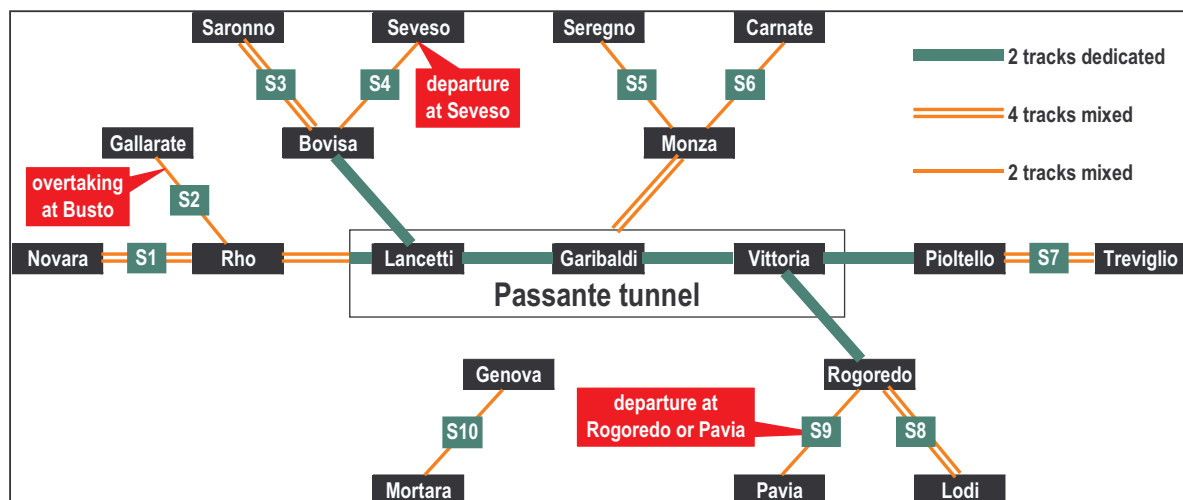 Saronno
Seveso
Seregno
Carnate
2 tracks dedicated
S3
S4
departure
at Seveso
S5
S6
4 tracks mixed
Gallarate
Bovisa
Monza
overtaking
at Busto
S2
2 tracks mixed
Novara
S1
Rho
Lancetti
Garibaldi
Vittoria
Pioltello
S7
Treviglio
Passante tunnel
Genova
Rogoredo
departure at
Rogoredo or Pavia
S10
S9
S8
Mortara
Pavia
Lodi